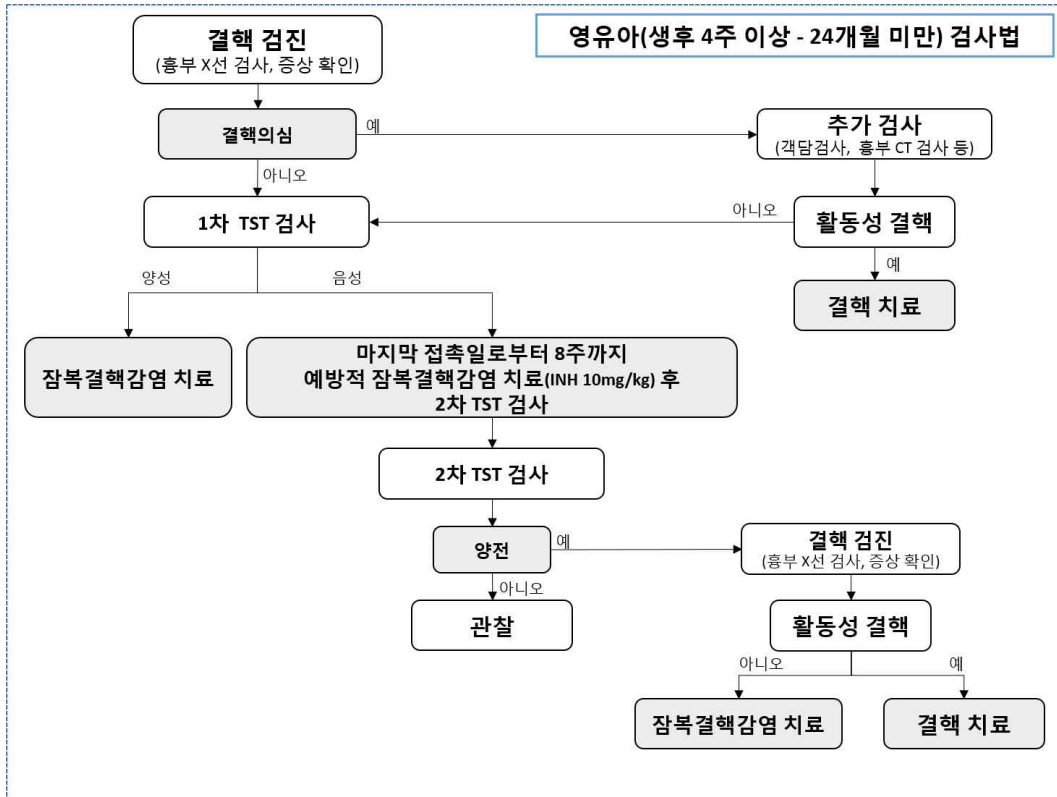 영유아(생후 4주 이상 - 24개월 미만) 검사법
결핵 검진
(흉부 X선 검사, 증상 확인)
결핵의심
예
추가 검사
(객담검사, 흉부 CT 검사 등)
아니오
1차 TST 검사
아니오
활동성 결핵
예
결핵 치료
양성
음성
잠복결핵감염 치료
마지막 접촉일로부터 8주까지
예방적 잠복결핵감염 치료(INH 10mg/kg) 후
2차 TST 검사
2차 TST 검사
양전
예
결핵 검진
(흉부 X선 검사, 증상 확인)
아니오
관찰
활동성 결핵
아니오
예
잠복결핵감염 치료
결핵 치료